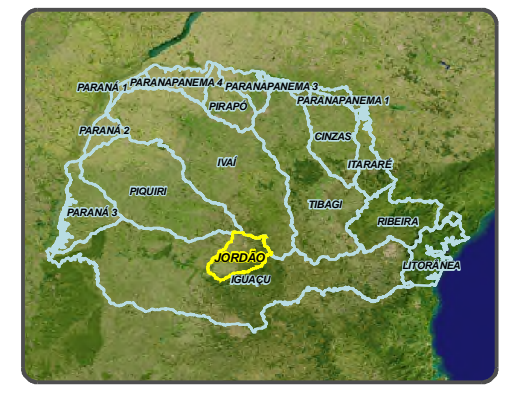 PARANÁ 1
PARANAPANEMA 4
PARANAPANEMA 3
PARANAPANEMA 1
PIRAPÓ
PARANÁ 2
CINZAS
IVAÍ
ITARARÉ
PIQUIRI
TIBAGI
PARANÁ 3
RIBEIRA
JORDÃO
LITORÂNEA
IGUAÇU